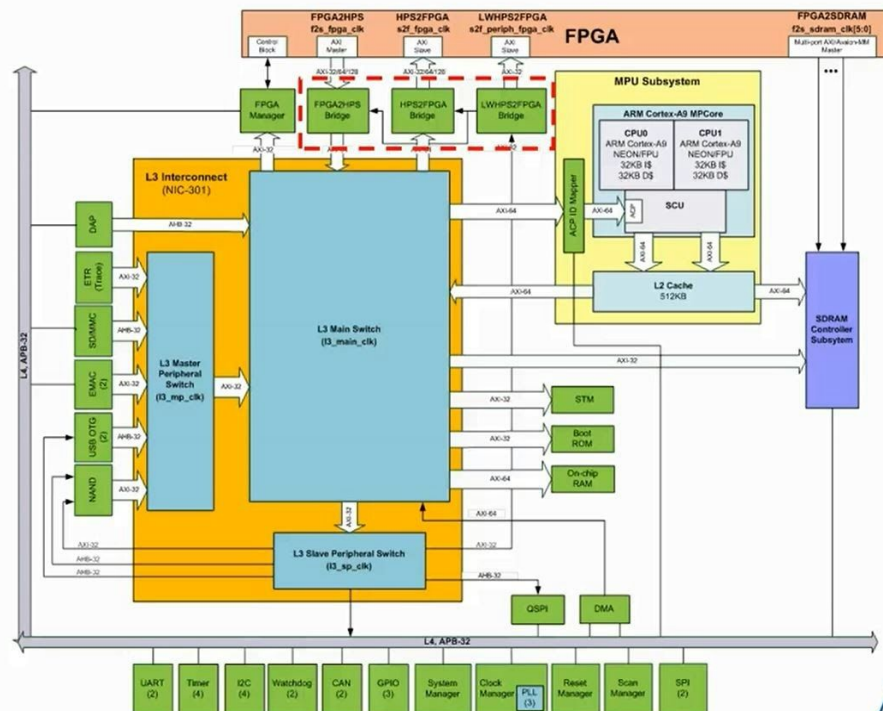 FPGA2HPS
f2s_fpga_clk
HPS2FPGA
s2f_fpga_clk
LWHPS2FPGA
s2f_periph_fpga_clk
FPGA
FPGA2SDRAM
f2s_sdram_clk[5:0]
Control
Block
AXI
Master
AXI
Slave
AXI
Slave
Multi-port AXI/Avalon-MM
Master
AXI-32/64/128
AXI-32/64/128
AXI-32
FPGA
Manager
FPGA2HPS
Bridge
HPS2FPGA
Bridge
LWHPS2FPGA
Bridge
MPU Subsystem
ARM Cortex-A9 MPCore
CPU0
ARM Cortex-A9
NEON/FPU
32KB I$
32KB D$
CPU1
ARM Cortex-A9
NEON/FPU
32KB I$
32KB D$
SCU
ACP
ACP ID Mapper
AXI-64
AXI-64
AXI-64
AXI-64
L2 Cache
512KB
AXI-64
AXI-64
AXI-32
AXI-32
L3 Interconnect
(NIC-301)
DAP
AHB-32
ETR
(Trace)
AXI-32
SD/MMC
AHB-32
EMAC
(2)
AXI-32
USB OTG
(2)
AHB-32
NAND
AXI-32
L3 Master
Peripheral
Switch
(l3_mp_clk)
AXI-32
L3 Main Switch
(l3_main_clk)
SDRAM
Controller
Subsytem
AXI-32
STM
AXI-32
Boot
ROM
AXI-64
On-chip
RAM
AXI-32
AXI-64
L3 Slave Peripheral Switch
(l3_sp_clk)
AXI-32
AHB-32
AHB-32
AXI-32
AHB-32
QSPI
DMA
L4, APB-32
L4, APB-32
UART
(2)
Timer
(4)
I2C
(4)
Watchdog
(2)
CAN
(2)
GPIO
(3)
System
Manager
Clock
Manager
PLL
(3)
Reset
Manager
Scan
Manager
SPI
(2)